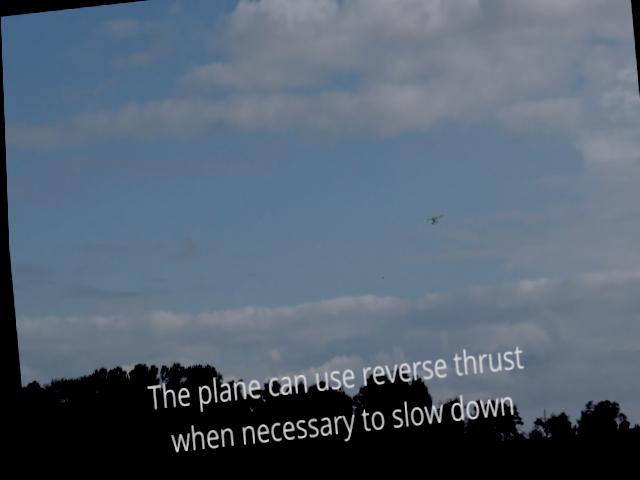 The plane can use reverse thrust
when necessary to slow down